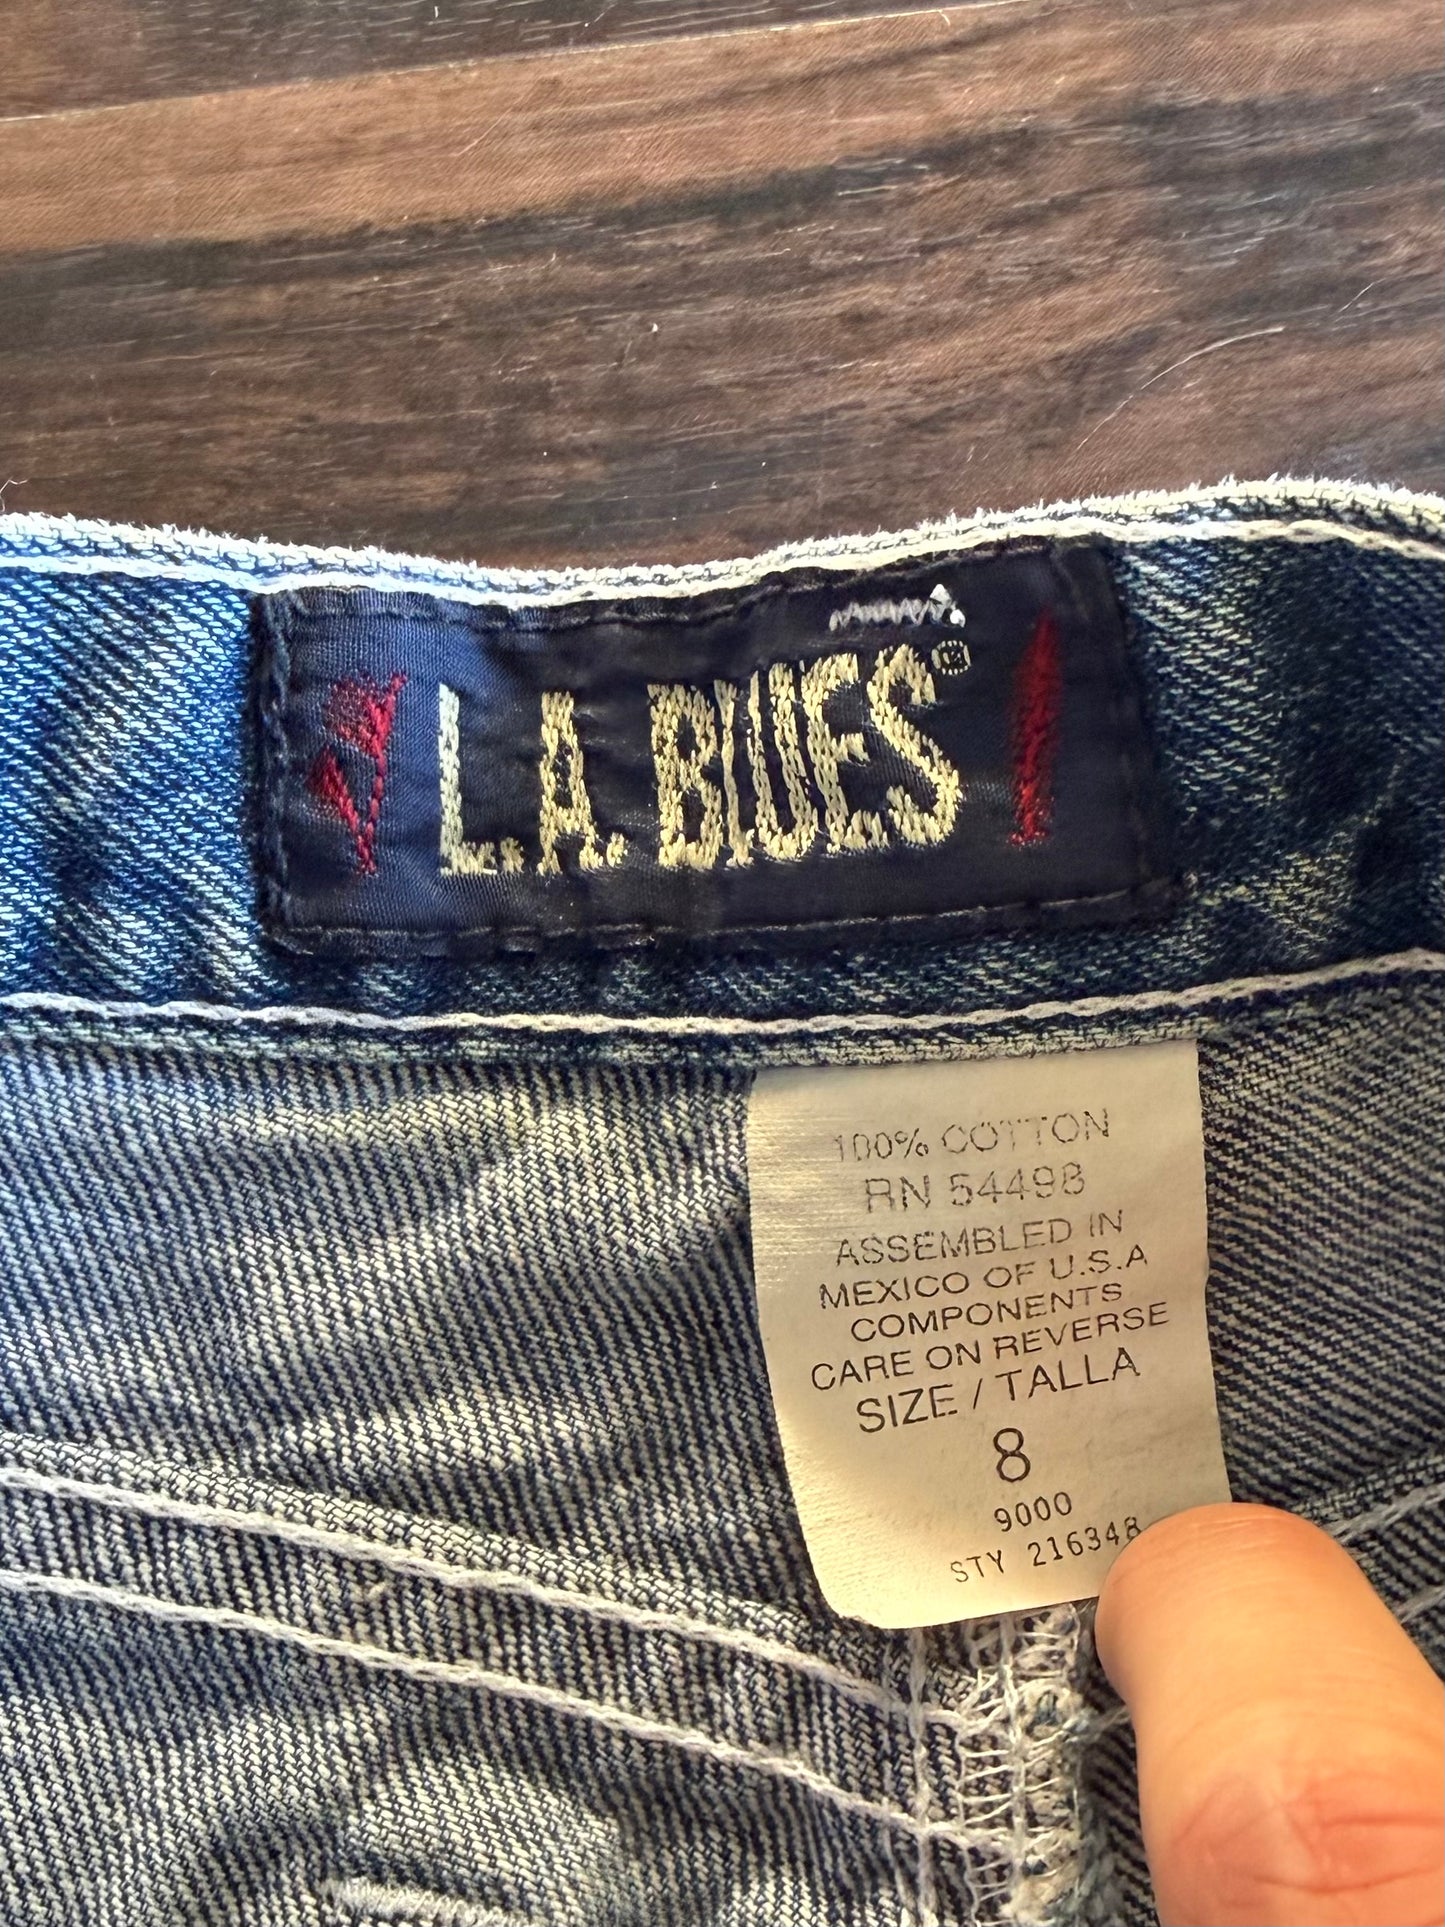 L.A. BLUES®
100% COTTON
RN 54498
ASSEMBLED IN
MEXICO OF U.S.A
COMPONENTS
CARE ON REVERSE
SIZE / TALLA
8
9000
STY 216348